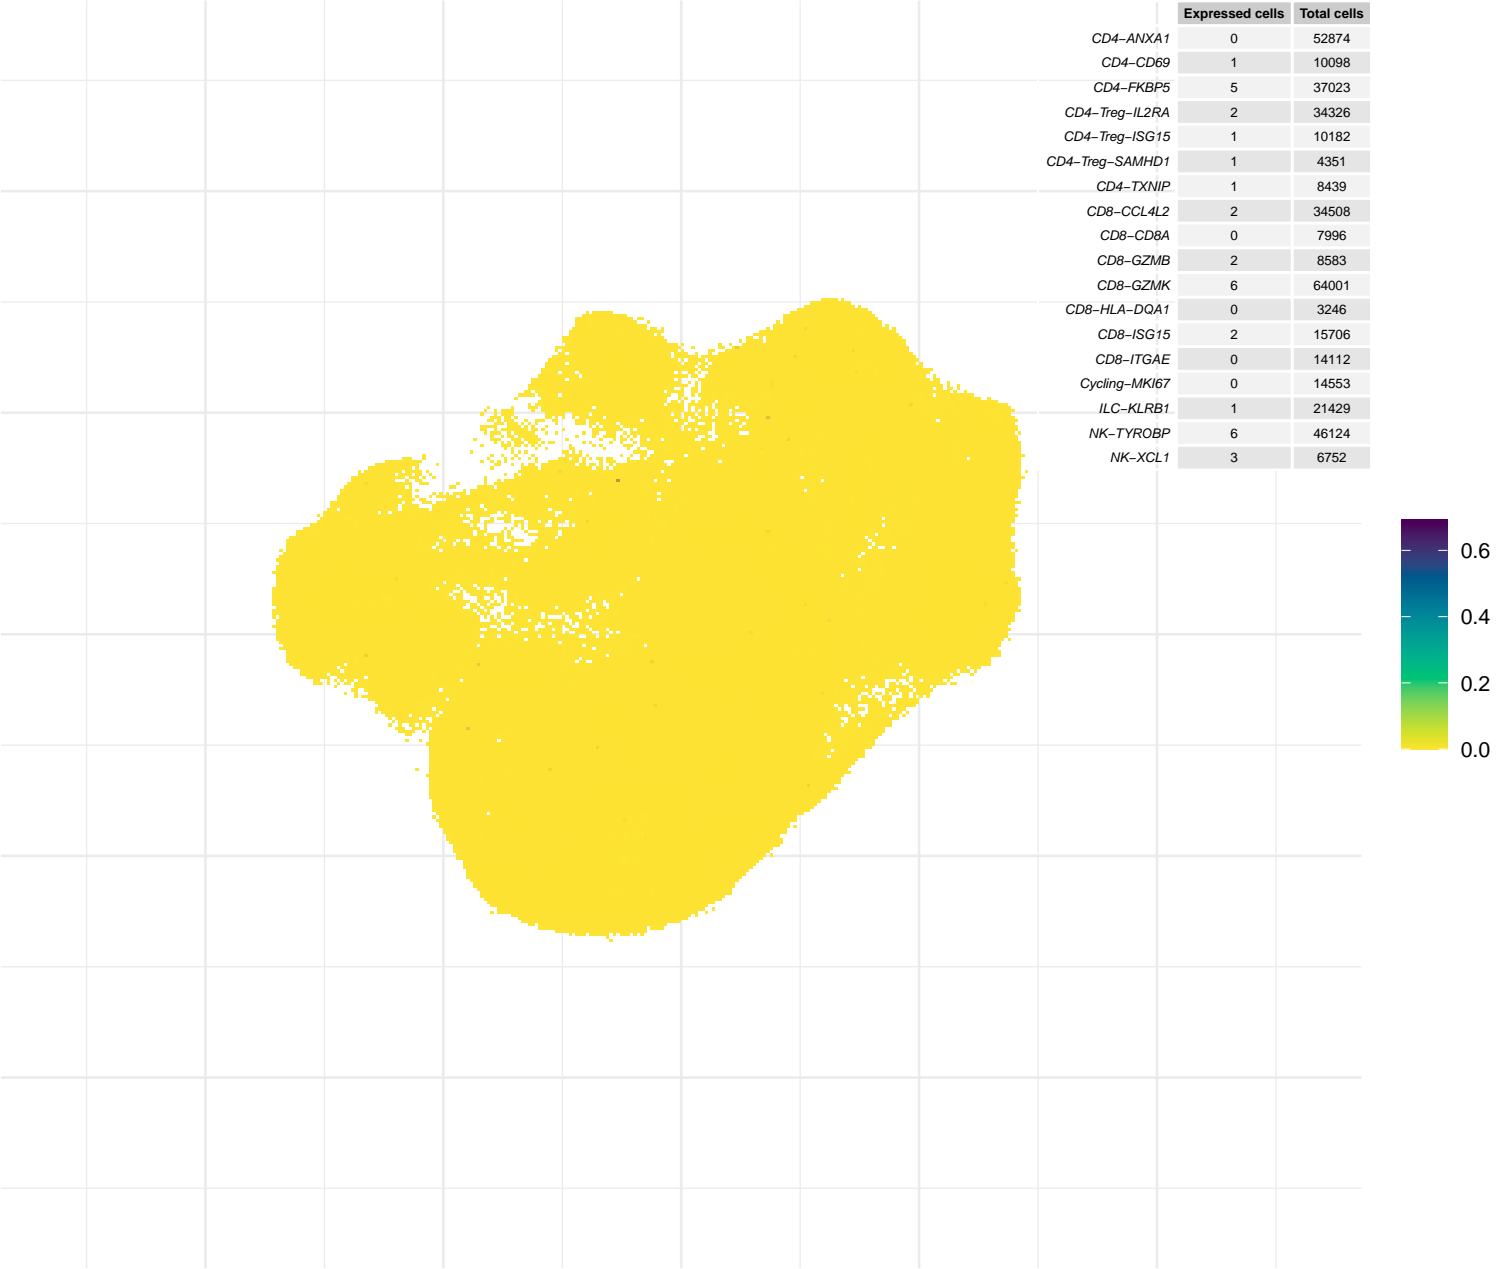 Expressed cells Total cells
CD4−ANXA1 0 52874
CD4−CD69 1 10098
CD4−FKBP5 5 37023
CD4−Treg−IL2RA 2 34326
CD4−Treg−ISG15 1 10182
CD4−Treg−SAMHD1 1 4351
CD4−TXNIP 1 8439
CD8−CCL4L2 2 34508
CD8−CD8A 0 7996
CD8−GZMB 2 8583
CD8−GZMK 6 64001
CD8−HLA−DQA1 0 3246
CD8−ISG15 2 15706
CD8−ITGAE 0 14112
Cycling−MKI67 0 14553
ILC−KLRB1 1 21429
NK−TYROBP 6 46124
NK−XCL1 3 6752
0.6
0.4
0.2
0.0